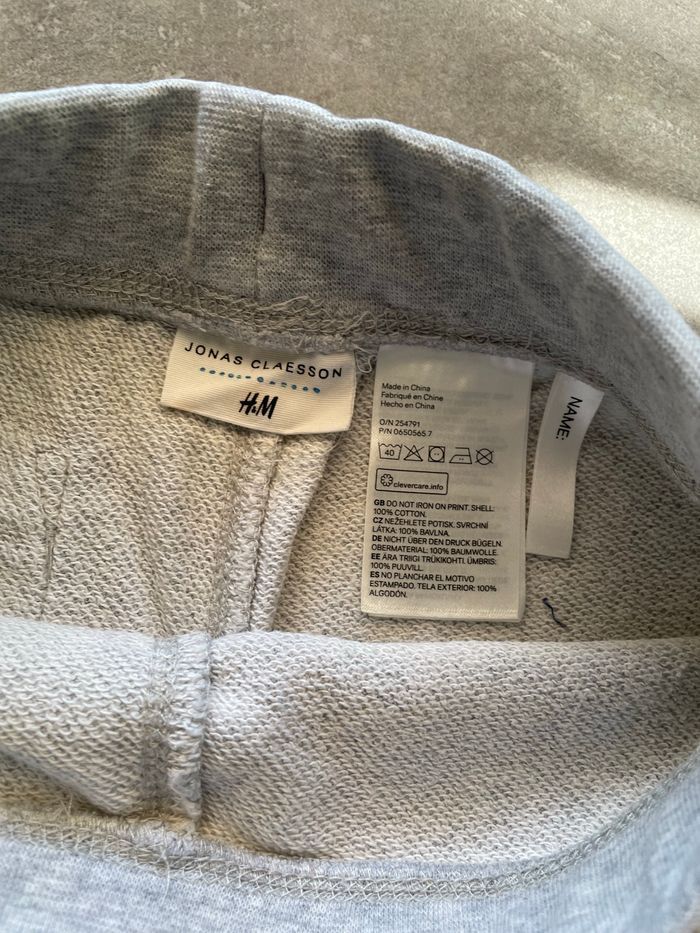 JONAS CLAESSON
H&M
Made in China
Fabriqué en Chine
Hecho en China
O/N 254791
P/N 0650565.7
40
clevercare.info
GB DO NOT IRON ON PRINT. SHELL:
100% COTTON.
CZ NEŽEHLETE POTISK. SVRCHNÍ
LÁTKA: 100% BAVLNA.
DE NICHT ÜBER DEN DRUCK BÜGELN.
OBERMATERIAL: 100% BAUMWOLLE.
EE ÄRA TRIIGI TRÜKIKOHTI. ÜMBRIS:
100% PUUVILL.
ES NO PLANCHAR EL MOTIVO
ESTAMPADO. TELA EXTERIOR: 100%
ALGODÓN.
NAME: